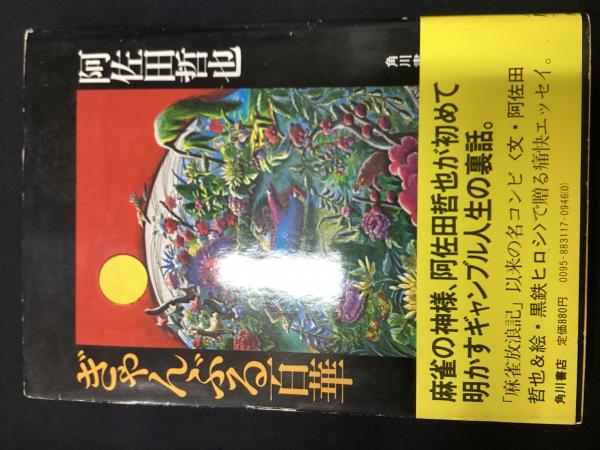 阿佐田哲也
角川書
ぎゃんぶる百華
麻雀の神様、阿佐田哲也が初めて
明かすギャンブル人生の裏話。
「麻雀放浪記」以来の名コンビ〈文・阿佐田
哲也&絵・黒鉄ヒロシ〉で贈る痛快エッセイ。
角川書店 定価880円 0095-883117-0946(0)